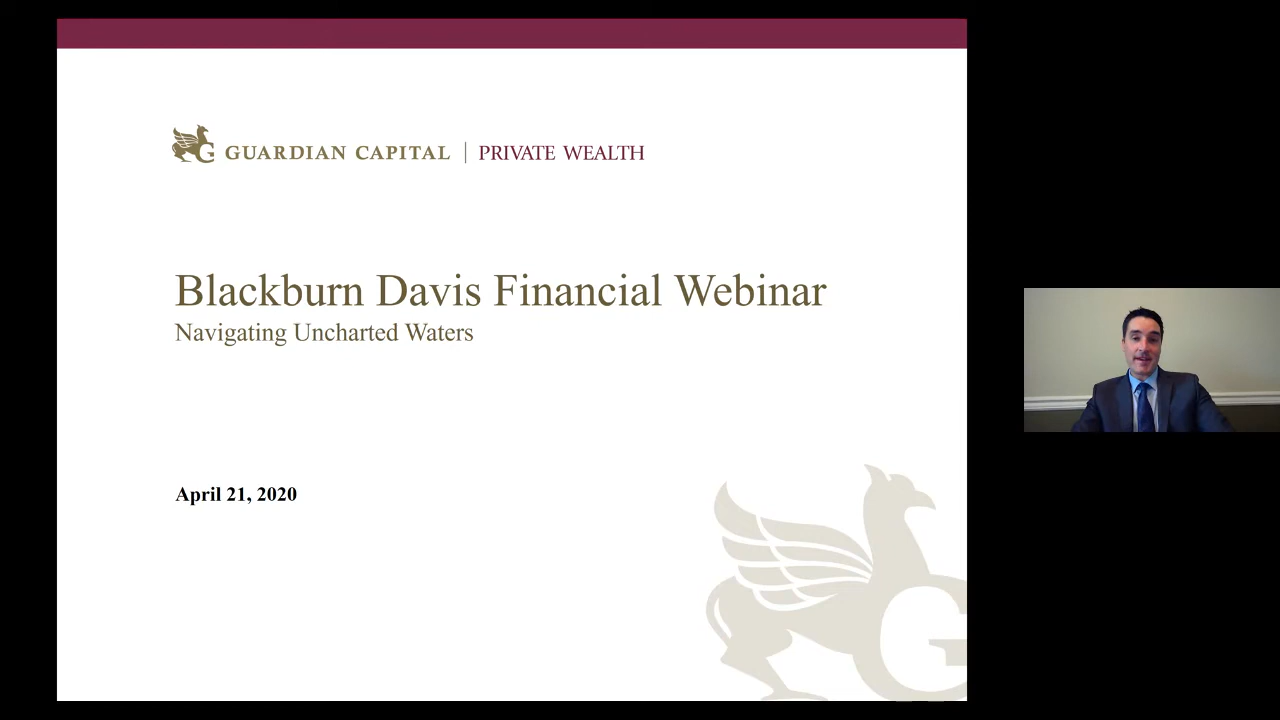 GUARDIAN CAPITAL | PRIVATE WEALTH
Blackburn Davis Financial Webinar
Navigating Uncharted Waters
April 21, 2020
G